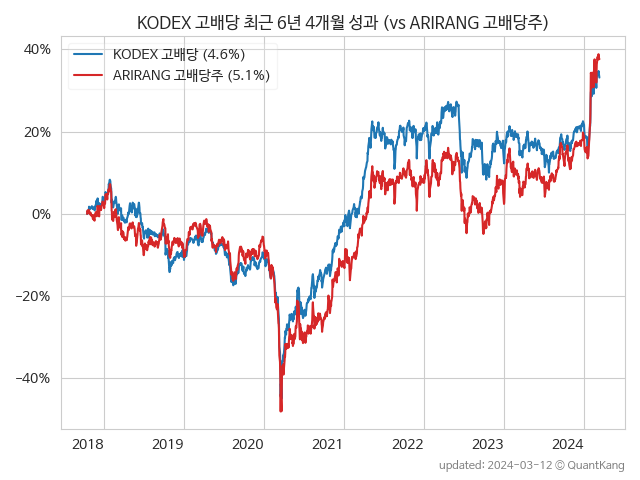 KODEX 고배당 최근 6년 4개월 성과 (vs ARIRANG 고배당주)
KODEX 고배당 (4.6%)
ARIRANG 고배당주 (5.1%)
40%
20%
0%
−20%
−40%
2018 2019 2020 2021 2022 2023 2024
updated: 2024-03-12 © QuantKang